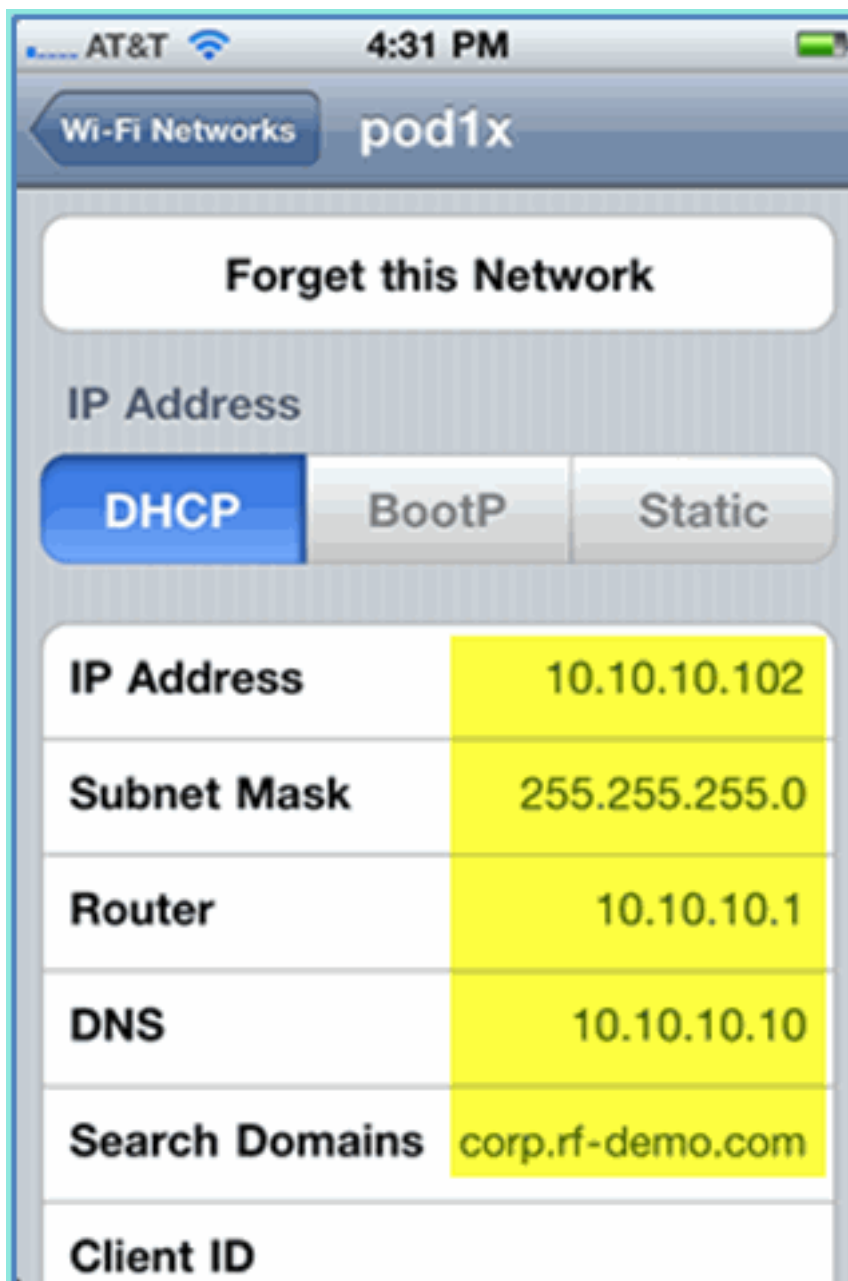 AT&T 4:31 PM
Wi-Fi Networks pod1x
Forget this Network
IP Address
DHCP BootP Static
IP Address 10.10.10.102
Subnet Mask 255.255.255.0
Router 10.10.10.1
DNS 10.10.10.10
Search Domains corp.rf-demo.com
Client ID